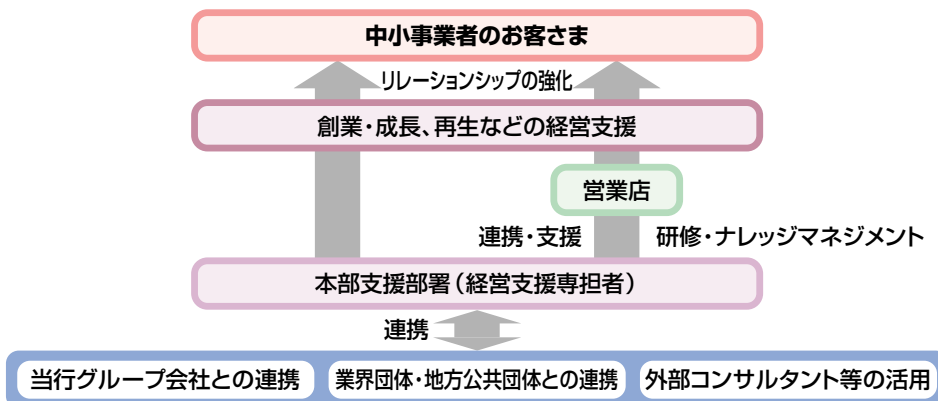 中小事業者のお客さま
リレーションシップの強化
創業・成長、再生などの経営支援
営業店
連携・支援
研修・ナレッジマネジメント
本部支援部署（経営支援専担者）
連携
当行グループ会社との連携
業界団体・地方公共団体との連携
外部コンサルタント等の活用